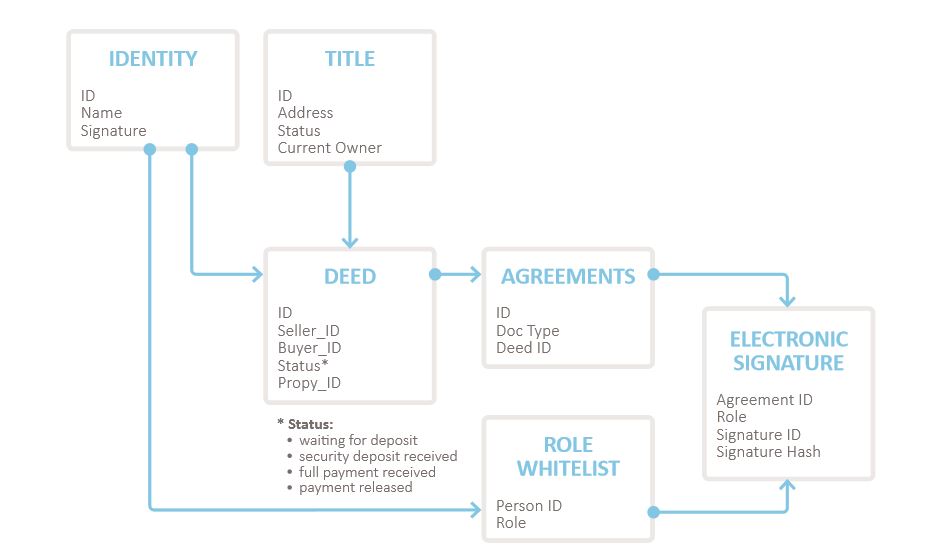 IDENTITY
ID
Name
Signature
TITLE
ID
Address
Status
Current Owner
DEED
ID
Seller_ID
Buyer_ID
Status*
Propy_ID
* Status:
• waiting for deposit
• security deposit received
• full payment received
• payment released
AGREEMENTS
ID
Doc Type
Deed ID
ROLE
WHITELIST
Person ID
Role
ELECTRONIC
SIGNATURE
Agreement ID
Role
Signature ID
Signature Hash